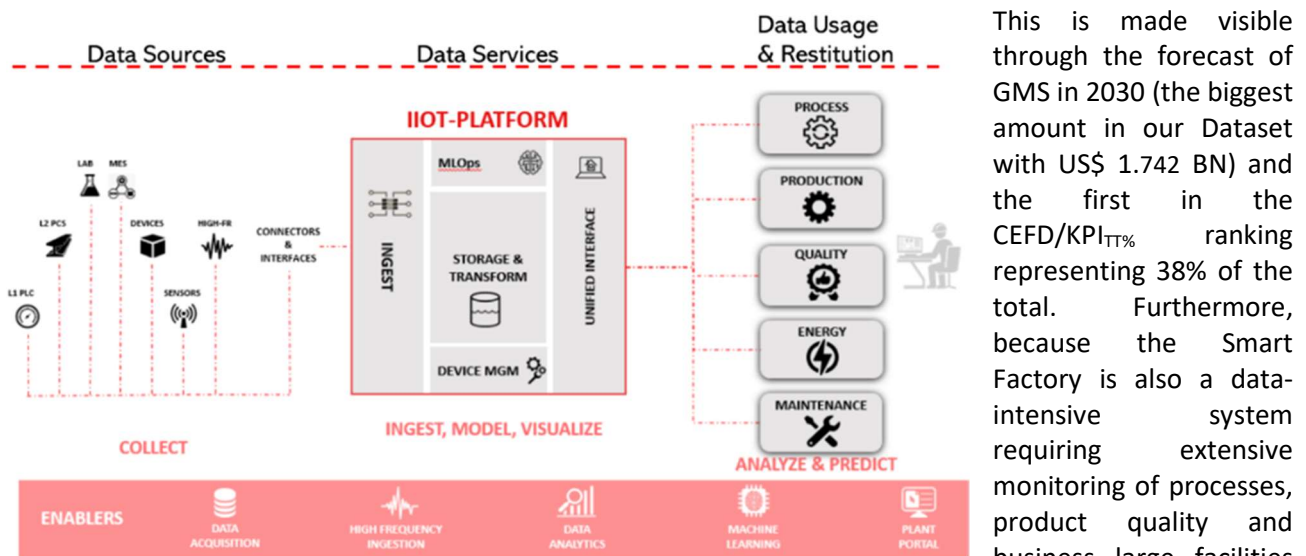 Data Sources
Data Services
Data Usage
& Restitution
IIOT-PLATFORM
LAB
MES
L2 PCS
DEVICES
HIGH-FR
CONNECTORS
&
INTERFACES
L1 PLC
SENSORS
INGEST
MLOps
STORAGE &
TRANSFORM
DEVICE MGM
UNIFIED INTERFACE
PROCESS
PRODUCTION
QUALITY
ENERGY
MAINTENANCE
COLLECT
INGEST, MODEL, VISUALIZE
ANALYZE & PREDICT
ENABLERS
DATA
ACQUISITION
HIGH FREQUENCY
INGESTION
DATA
ANALYTICS
MACHINE
LEARNING
PLANT
PORTAL
This is made visible
through the forecast of
GMS in 2030 (the biggest
amount in our Dataset
with US$ 1.742 BN) and
the first in the
CEFD/KPITT% ranking
representing 38% of the
total. Furthermore,
because the Smart
Factory is also a data-
intensive system
requiring extensive
monitoring of processes,
product quality and
business large facilities